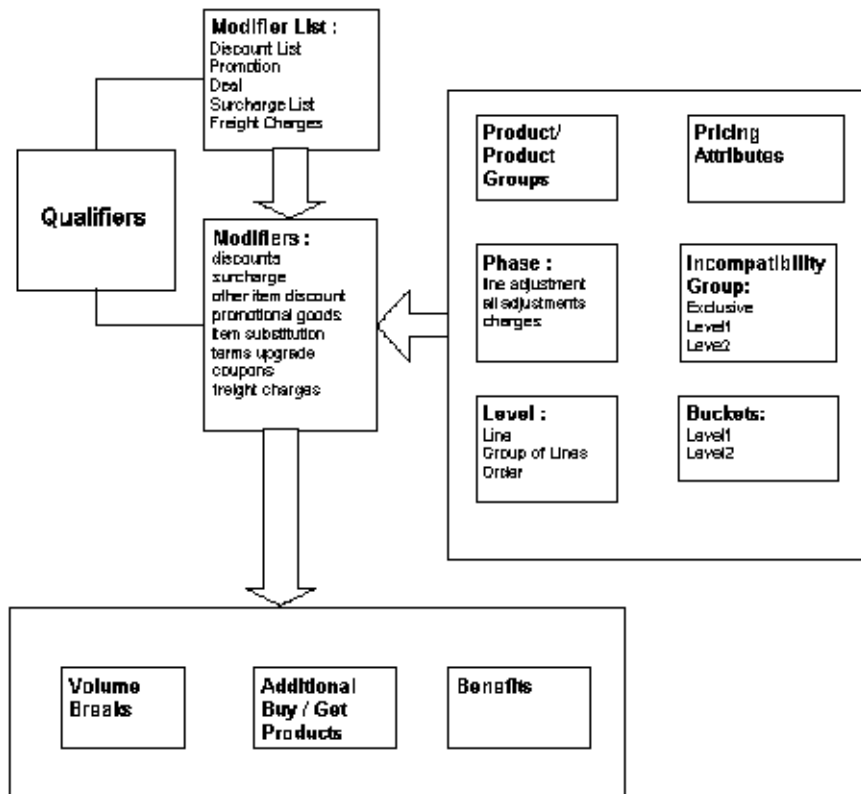 Modifier List :
Discount List
Promotion
Deal
Surcharge List
Freight Charges
Qualifiers
Modifiers :
discounts
surcharge
other item discount
promotional goods
item substitution
terms upgrade
coupons
freight charges
Product/
Product
Groups
Pricing
Attributes
Phase :
line adjustment
all adjustments
charges
Incompatibility
Group:
Exclusive
Level1
Level2
Level :
Line
Group of Lines
Order
Buckets:
Level1
Level2
Volume
Breaks
Additional
Buy / Get
Products
Benefits